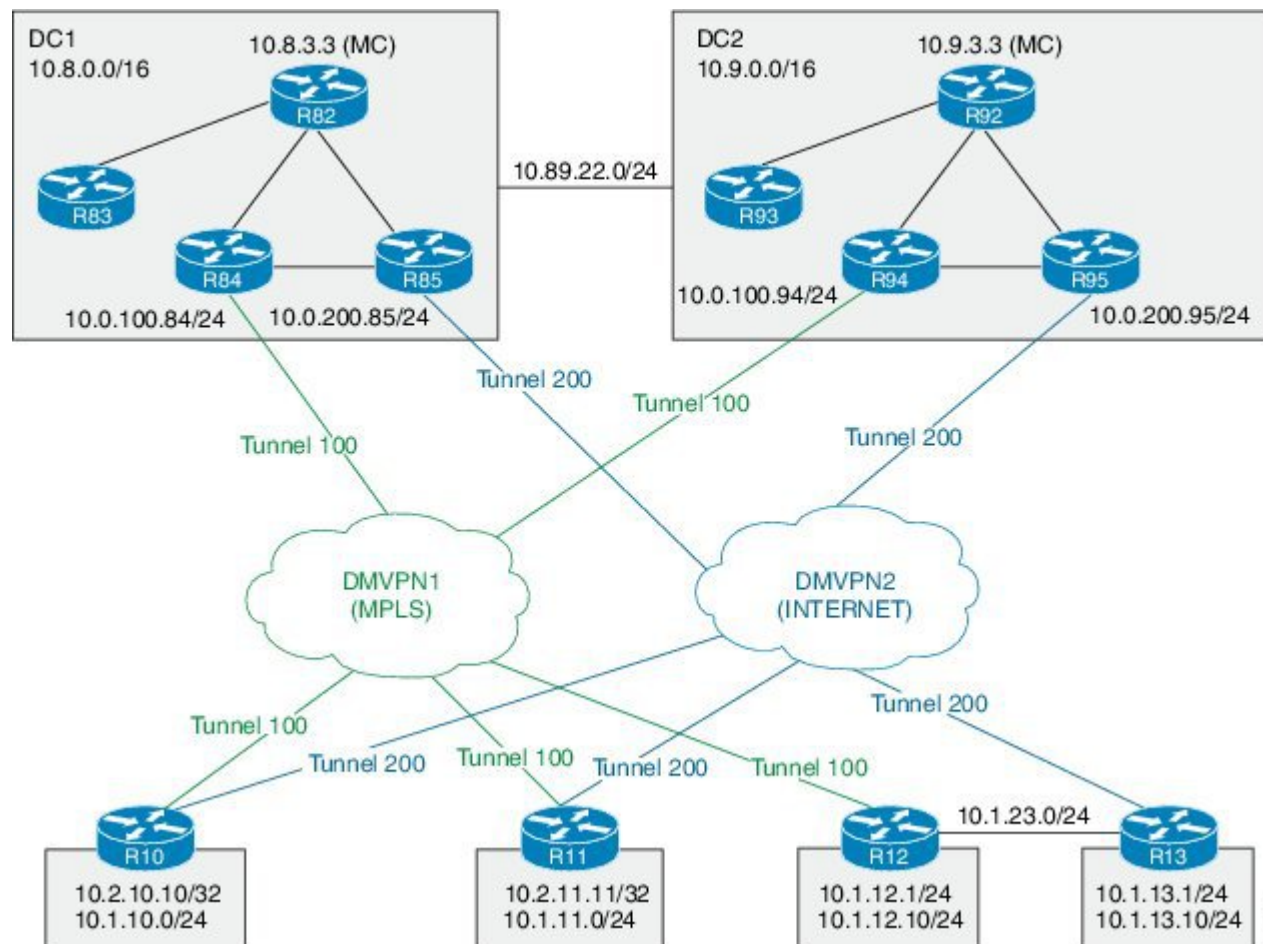 DC1
10.8.0.0/16
10.8.3.3 (MC)
R82
R83
R84
R85
10.0.100.84/24
10.0.200.85/24
10.89.22.0/24
DC2
10.9.0.0/16
10.9.3.3 (MC)
R92
R93
R94
R95
10.0.100.94/24
10.0.200.95/24
Tunnel 200
Tunnel 100
Tunnel 100
Tunnel 200
DMVPN1
(MPLS)
DMVPN2
(INTERNET)
Tunnel 100
Tunnel 200
Tunnel 100
Tunnel 200
Tunnel 100
Tunnel 200
10.1.23.0/24
R10
10.2.10.10/32
10.1.10.0/24
R11
10.2.11.11/32
10.1.11.0/24
R12
10.1.12.1/24
10.1.12.10/24
R13
10.1.13.1/24
10.1.13.10/24